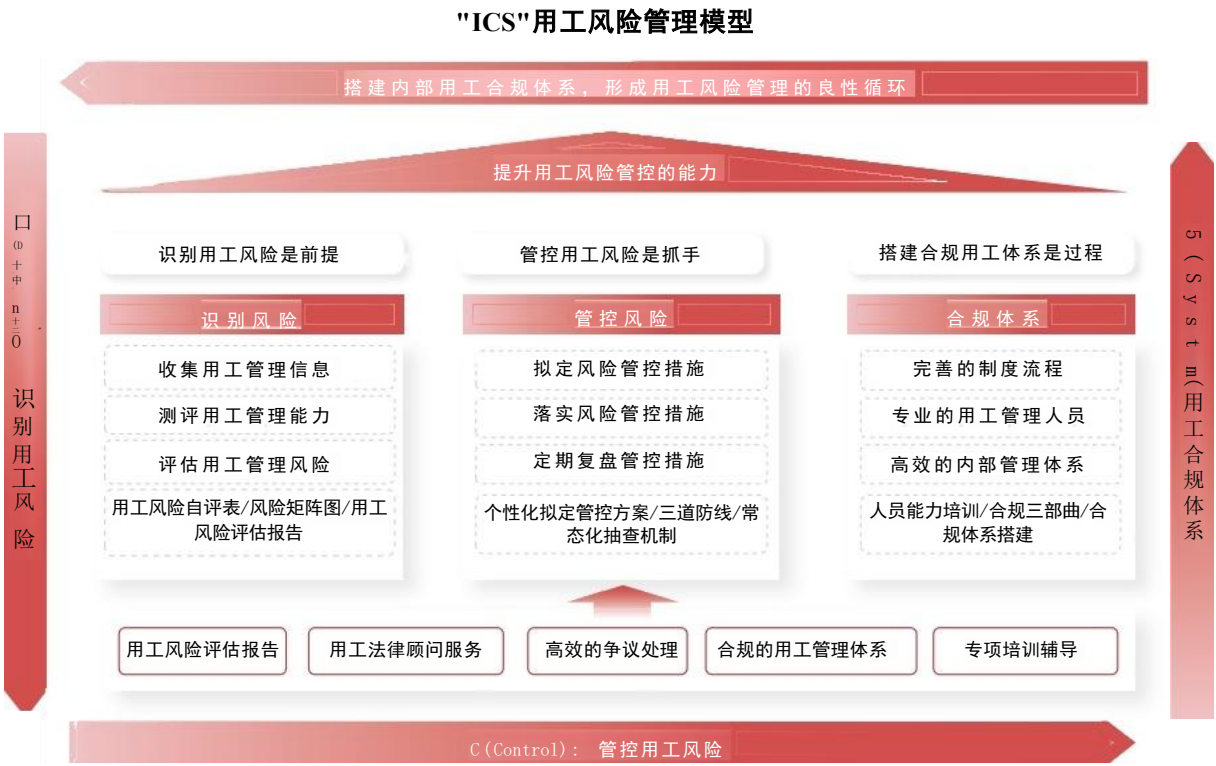 "ICS"用工风险管理模型
搭建内部用工合规体系，形成用工风险管理的良性循环
提升用工风险管控的能力
识别用工风险是前提
管控用工风险是抓手
搭建合规用工体系是过程
识别风险
管控风险
合规体系
收集用工管理信息
测评用工管理能力
评估用工管理风险
用工风险自评表/风险矩阵图/用工
风险评估报告
拟定风险管控措施
落实风险管控措施
定期复盘管控措施
个性化拟定管控方案/三道防线/常
态化抽查机制
完善的制度流程
专业的用工管理人员
高效的内部管理体系
人员能力培训/合规三部曲/合
规体系搭建
用工风险评估报告
用工法律顾问服务
高效的争议处理
合规的用工管理体系
专项培训辅导
C(Control): 管控用工风险
识别用工风险
5(Syst m(用工合规体系